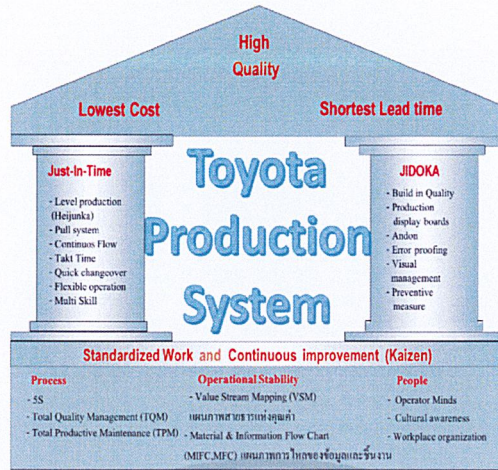 High
Quality
Lowest Cost
Shortest Lead time
Just-In-Time
- Level production
(Heijunka)
- Pull system
- Continuos Flow
- Takt Time
- Quick changeover
- Flexible operation
- Multi Skill
Toyota
Production
System
JIDOKA
- Build in Quality
- Production
display boards
- Andon
- Error proofing
- Visual
management
- Preventive
measure
Standardized Work and Continuous improvement (Kaizen)
Process
- 5S
- Total Quality Management (TQM)
- Total Productive Maintenance (TPM)
Operational Stability
- Value Stream Mapping (VSM)
แผนภาพสายธารแห่งคุณค่า
- Material & Information Flow Chart
(MIFC,MFC) แผนภาพการไหลของข้อมูลและชิ้นงาน
People
- Operator Minds
- Cultural awareness
- Workplace organization